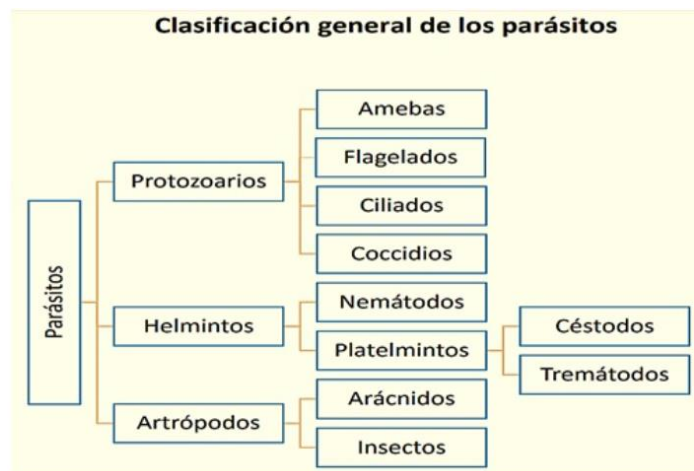 Clasificación general de los parásitos
Parásitos
Protozoarios
Amebas
Flagelados
Ciliados
Coccidios
Helmintos
Nemátodos
Platelmintos
Céstodos
Tremátodos
Artrópodos
Arácnidos
Insectos